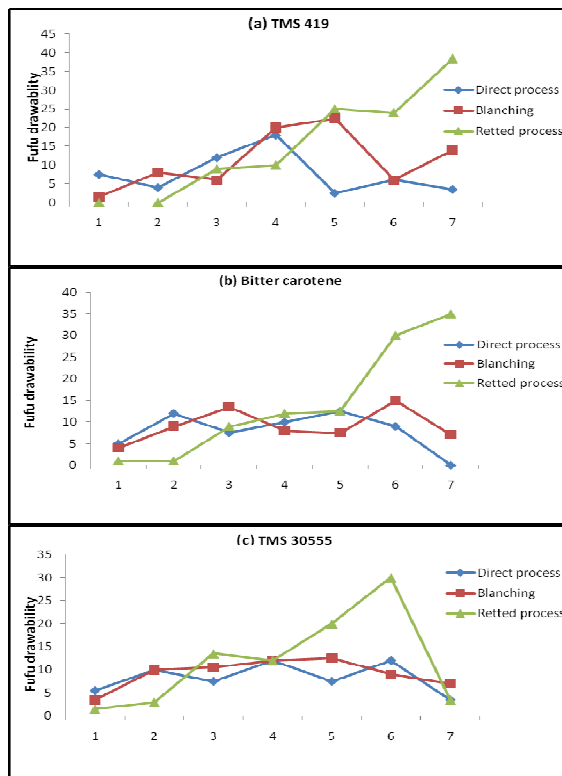 (a) TMS 419
Fufu drawability
45
40
35
30
25
20
15
10
5
0
1 2 3 4 5 6 7
Direct process
Blanching
Retted process
(b) Bitter carotene
Fufu drawability
40
35
30
25
20
15
10
5
0
1 2 3 4 5 6 7
Direct process
Blanching
Retted process
(c) TMS 30555
Fufu drawability
35
30
25
20
15
10
5
0
1 2 3 4 5 6 7
Direct process
Blanching
Retted process